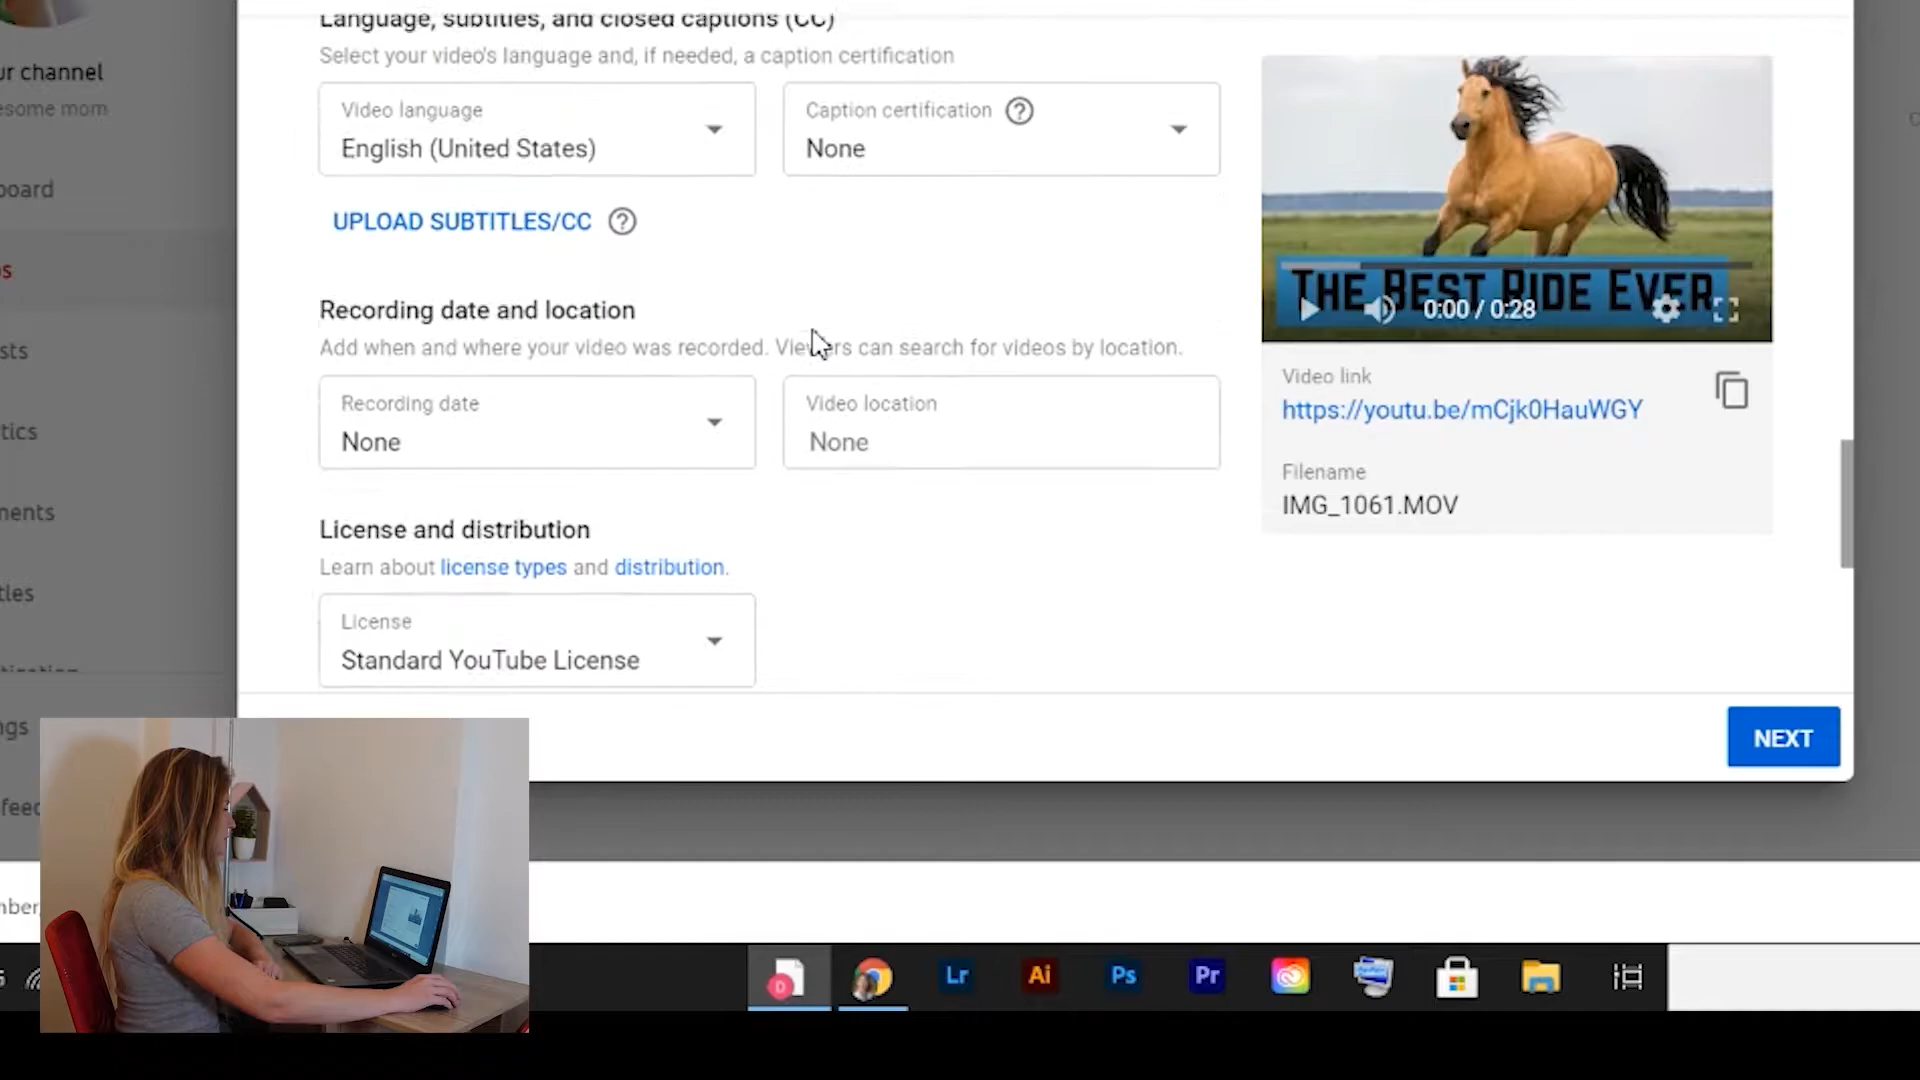 Language, subtitles, and closed captions (CC)
Select your video's language and, if needed, a caption certification
Video language
English (United States)
Caption certification
None
UPLOAD SUBTITLES/CC
Recording date and location
Add when and where your video was recorded. Viewers can search for videos by location.
Recording date
None
Video location
None
License and distribution
Learn about license types and distribution.
License
Standard YouTube License
THE BEST RIDE EVER
0:00 / 0:28
Video link
https://youtu.be/mCjk0HauWGY
Filename
IMG_1061.MOV
NEXT
ur channel
esome mom
board
s
sts
tics
ments
tles
ngs
feed
mber,
D
Lr
Ai
Ps
Pr